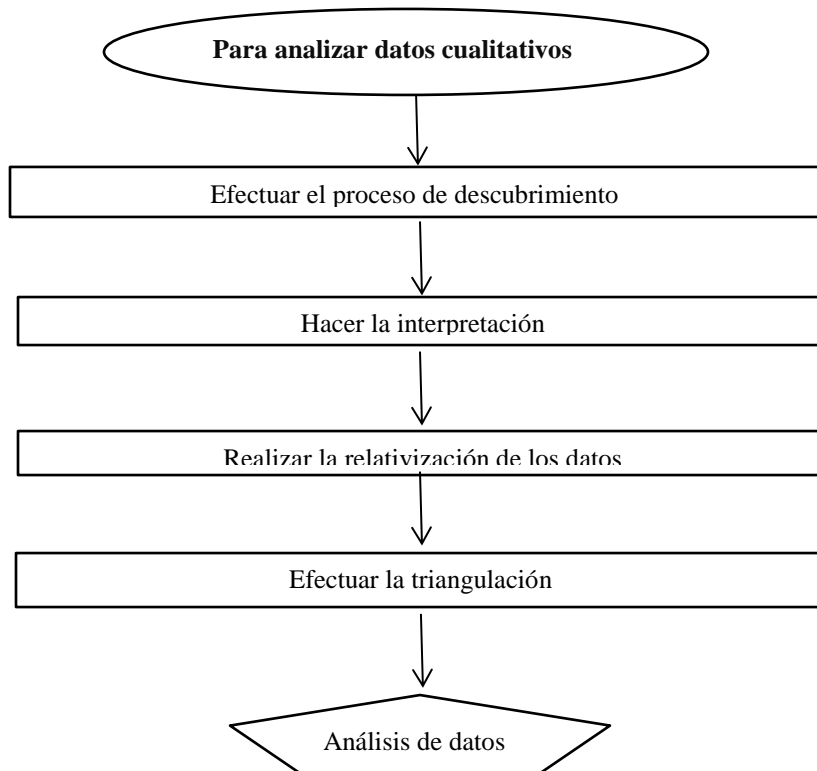 Para analizar datos cualitativos
Efectuar el proceso de descubrimiento
Hacer la interpretación
Realizar la relativización de los datos
Efectuar la triangulación
Análisis de datos